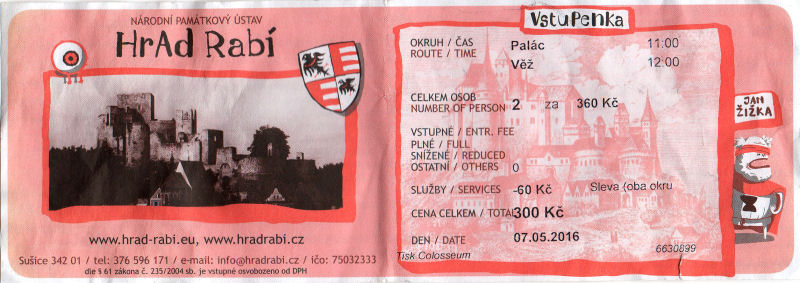 NÁRODNÍ PAMÁTKOVÝ ÚSTAV
HrAd Rabí
www.hrad-rabi.eu, www.hradrabi.cz
Sušice 342 01 / tel: 376 596 171 / e-mail: info@hradrabi.cz / ičo: 75032333
dle § 61 zákona č. 235/2004 sb. je vstupné osvobozeno od DPH
VstuPenka
OKRUH / ČAS Palác 11:00
ROUTE / TIME Věž 12:00
CELKEM OSOB
NUMBER OF PERSON 2 za 360 Kč
VSTUPNÉ / ENTR. FEE
PLNÉ / FULL
SNÍŽENÉ / REDUCED
OSTATNÍ / OTHERS 0
SLUŽBY / SERVICES -60 Kč Sleva (oba okru
CENA CELKEM / TOTAL 300 Kč
DEN / DATE 07.05.2016
6630899
Tisk Colosseum
JAN
ŽIŽKA